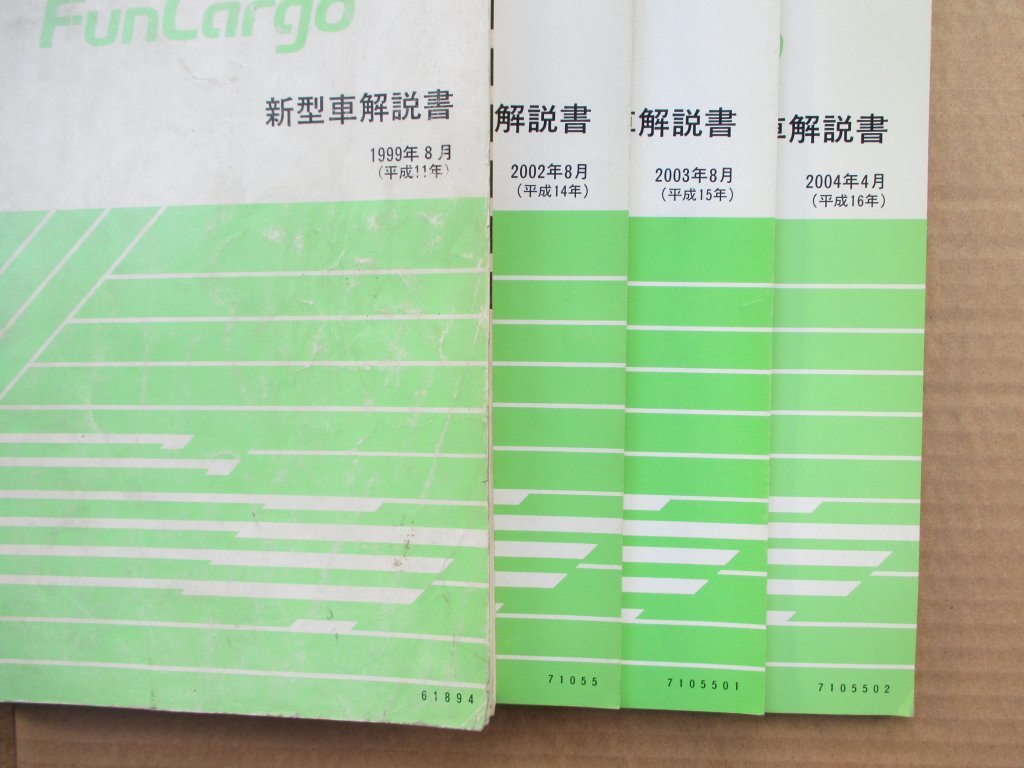 FunCargo
新型車解説書
1999年8月
(平成11年)
61894
解説書
2002年8月
(平成14年)
71055
車解説書
2003年8月
(平成15年)
7105501
車解説書
2004年4月
(平成16年)
7105502